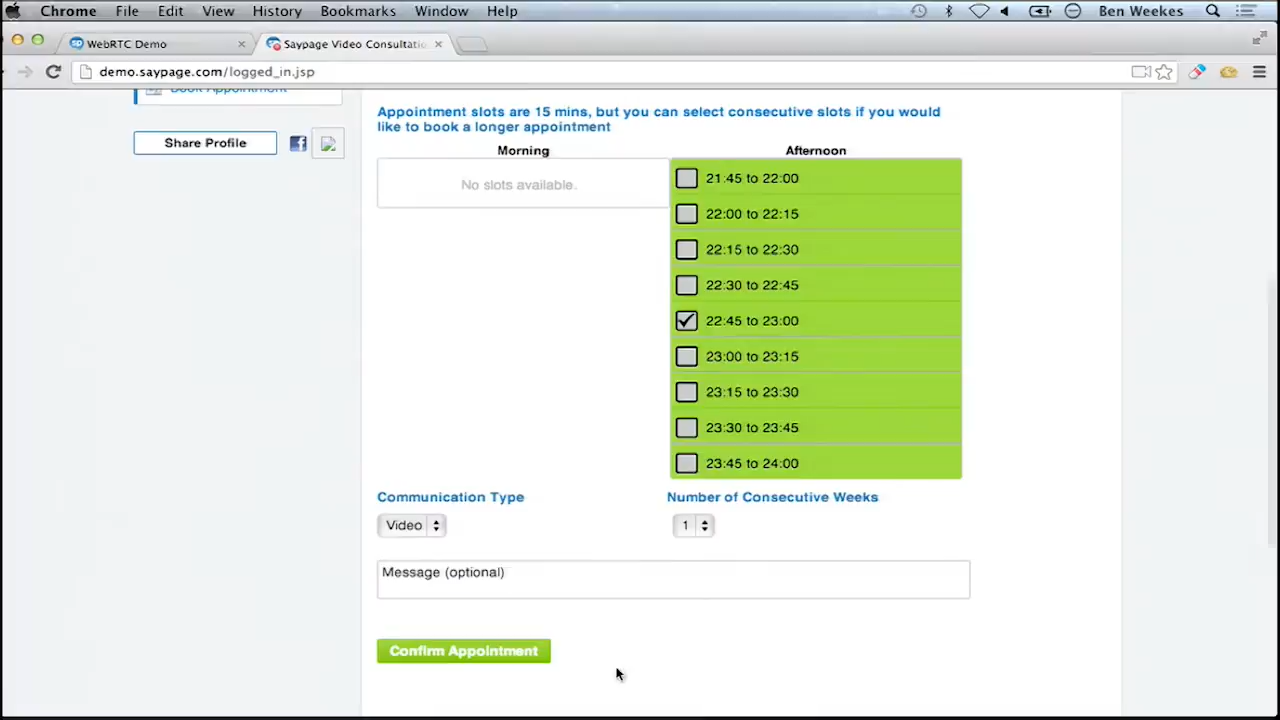 Chrome File Edit View History Bookmarks Window Help Ben Weekes
WebRTC Demo
Saypage Video Consultatio
demo.saypage.com/logged_in.jsp
Book Appointment
Share Profile
Appointment slots are 15 mins, but you can select consecutive slots if you would
like to book a longer appointment
Morning
Afternoon
No slots available.
21:45 to 22:00
22:00 to 22:15
22:15 to 22:30
22:30 to 22:45
22:45 to 23:00
23:00 to 23:15
23:15 to 23:30
23:30 to 23:45
23:45 to 24:00
Communication Type
Number of Consecutive Weeks
Video
1
Message (optional)
Confirm Appointment